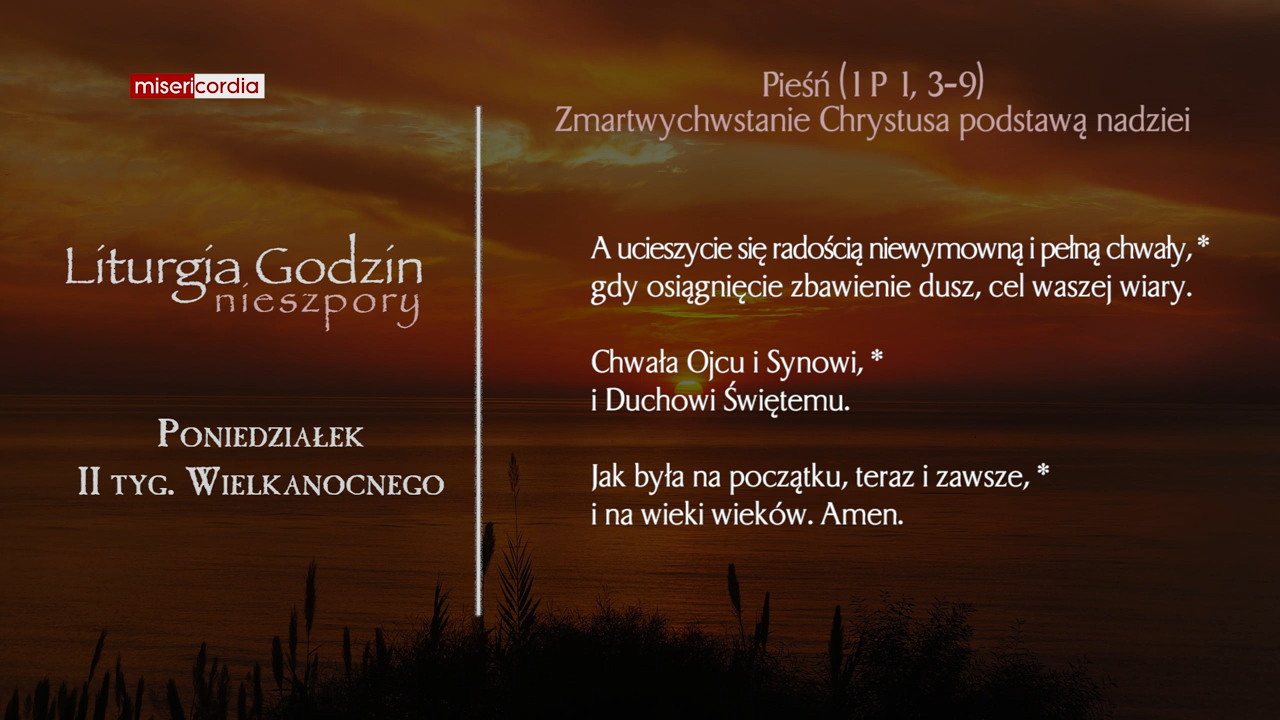 misericordia
Liturgia Godzin
nieszpory
Poniedziałek
II tyg. Wielkanocnego
Pieśń (1 P 1, 3-9)
Zmartwychwstanie Chrystusa podstawą nadziei
A ucieszycie się radością niewymowną i pełną chwały, *
gdy osiągnięcie zbawienie dusz, cel waszej wiary.
Chwała Ojcu i Synowi, *
i Duchowi Świętemu.
Jak była na początku, teraz i zawsze, *
i na wieki wieków. Amen.